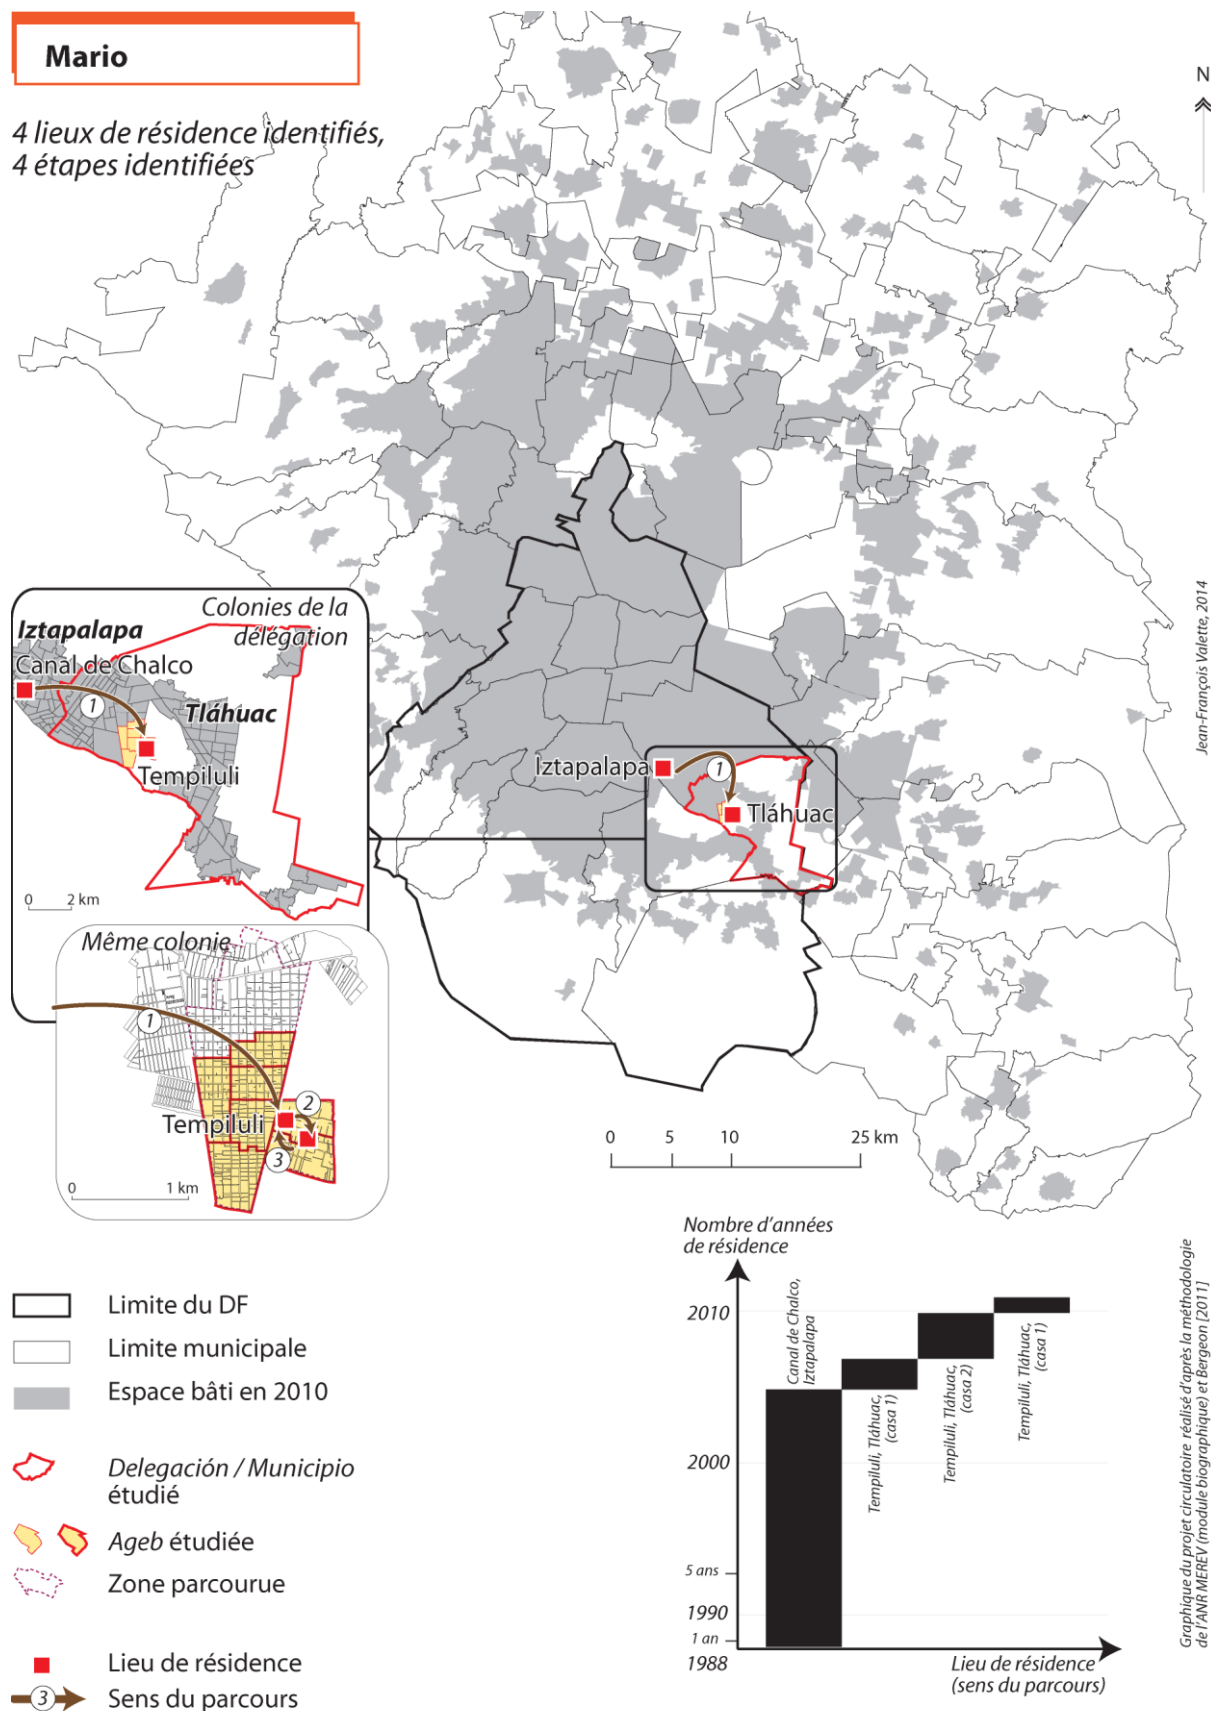 Mario
4 lieux de résidence identifiés,
4 étapes identifiées
N
Jean-François Valette, 2014
Colonies de la
délégation
Iztapalapa
Canal de Chalco
1
Tláhuac
Tempiluli
0 2 km
Iztapalapa
1
Tláhuac
Même colonie
1
Tempiluli
2
3
0 1 km
0 5 10 25 km
Limite du DF
Limite municipale
Espace bâti en 2010
Delegación / Municipio
étudié
Ageb étudiée
Zone parcourue
Lieu de résidence
3
Sens du parcours
Nombre d'années
de résidence
2010
2000
5 ans
1990
1 an
1988
Canal de Chalco,
Iztapalapa
Tempiluli, Tláhuac,
(casa 1)
Tempiluli, Tláhuac,
(casa 2)
Tempiluli, Tláhuac,
(casa 1)
Lieu de résidence
(sens du parcours)
Graphique du projet circulatoire réalisé d'après la méthodologie
de l'ANR MEREV (module biographique) et Bergeon [2011]